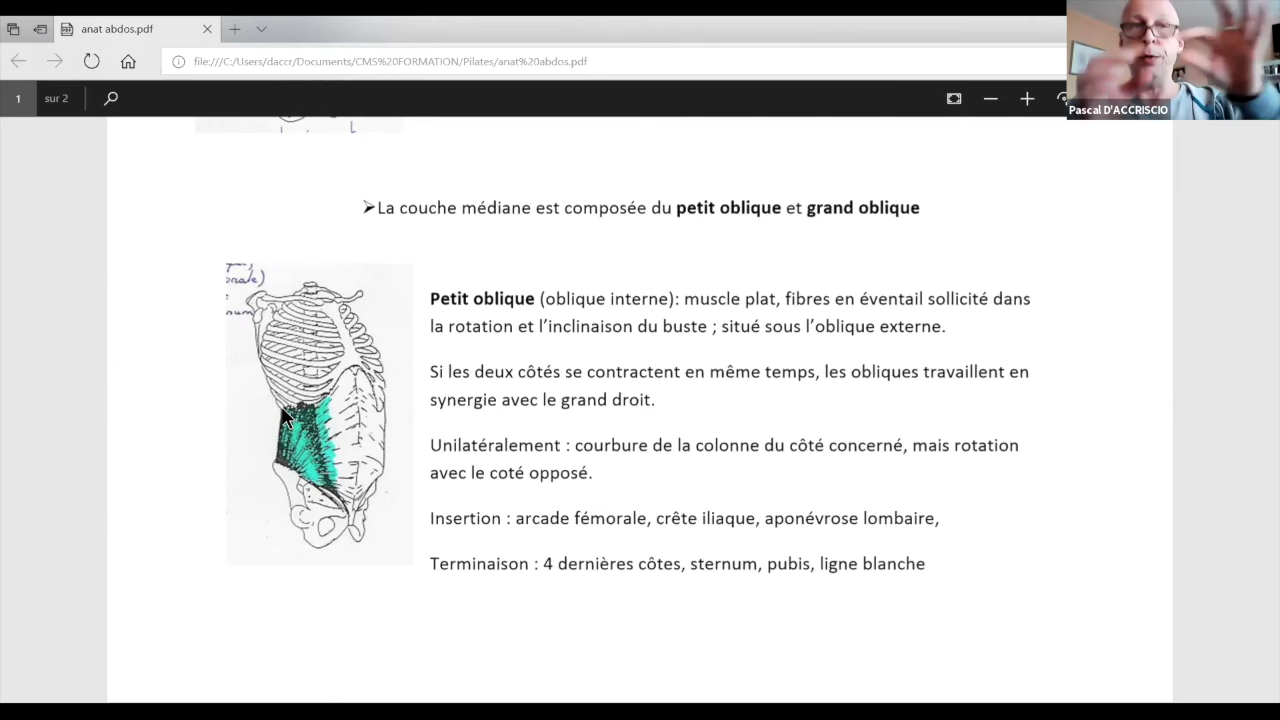 anat abdos.pdf
file:///C:/Users/daccr/Documents/CMS%20FORMATION/Pilates/anat%20abdos.pdf
1 sur 2
Pascal D'ACCRISCIO
➤La couche médiane est composée du petit oblique et grand oblique
Petit oblique (oblique interne): muscle plat, fibres en éventail sollicité dans
la rotation et l'inclinaison du buste ; situé sous l'oblique externe.
Si les deux côtés se contractent en même temps, les obliques travaillent en
synergie avec le grand droit.
Unilatéralement : courbure de la colonne du côté concerné, mais rotation
avec le coté opposé.
Insertion : arcade fémorale, crête iliaque, aponévrose lombaire,
Terminaison : 4 dernières côtes, sternum, pubis, ligne blanche